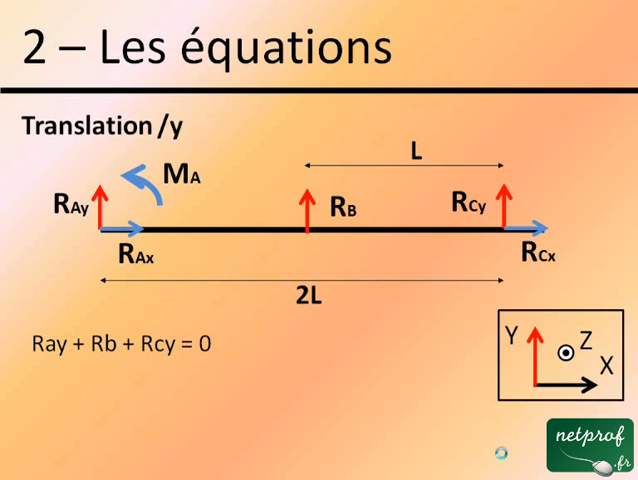 2 – Les équations
Translation /y
L
MA
RAy
RB
RCy
RAx
RCx
2L
Ray + Rb + Rcy = 0
Y
Z
X
netprof
.fr